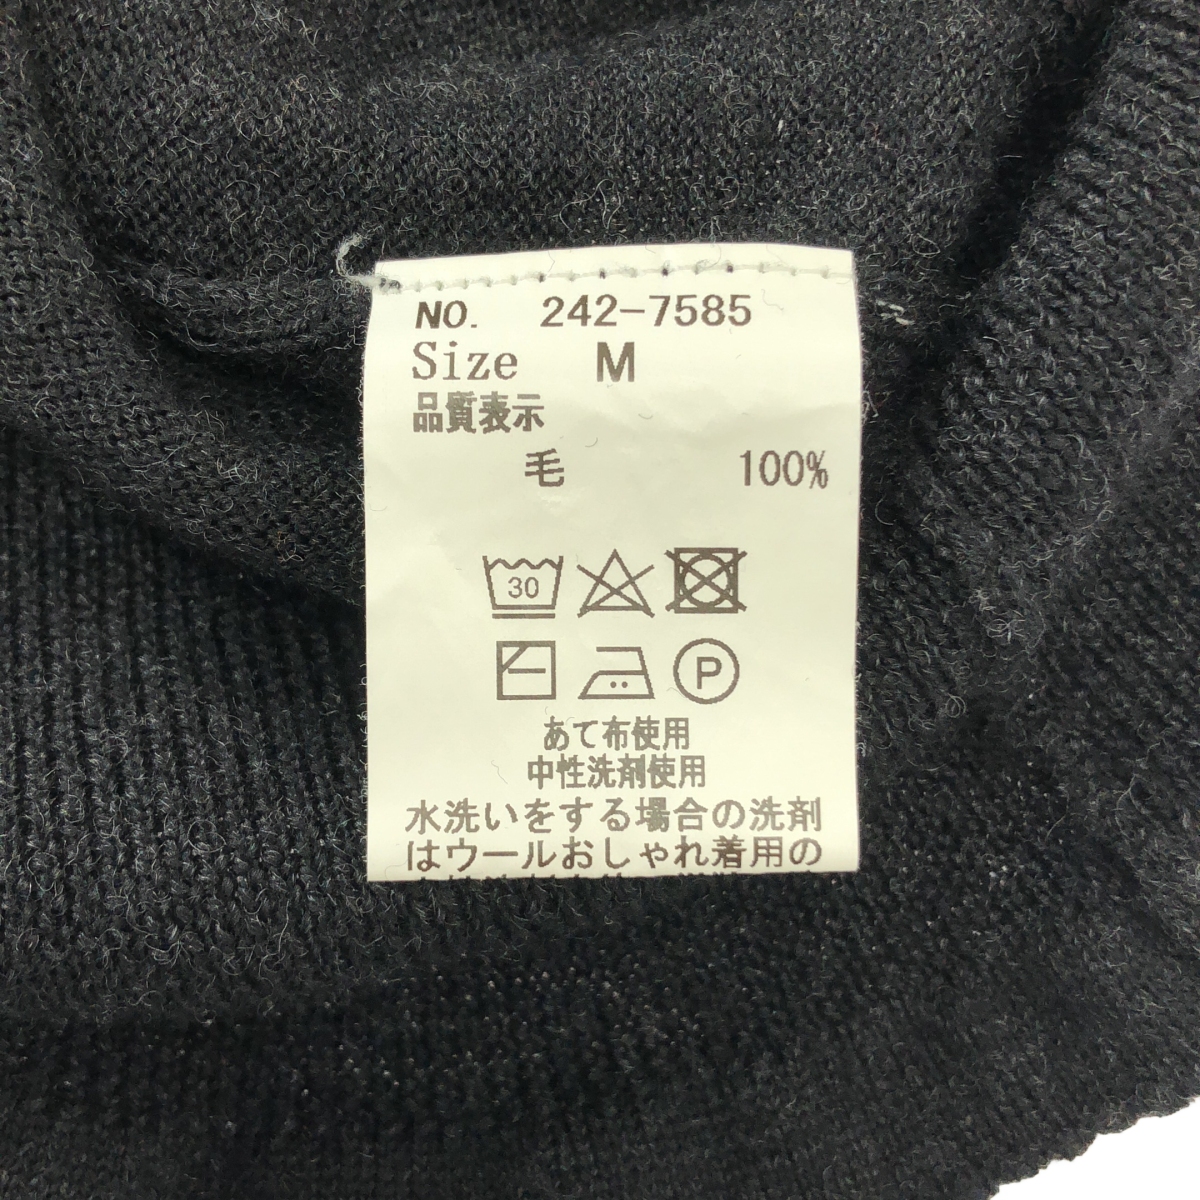 NO. 242-7585
Size M
品質表示
毛 100%
30
P
あて布使用
中性洗剤使用
水洗いをする場合の洗剤
はウールおしゃれ着用の